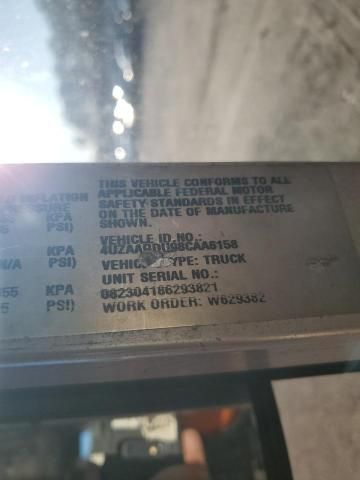 INFLATION THIS VEHICLE CONFORMS TO ALL
APPLICABLE FEDERAL MOTOR
KPA SAFETY STANDARDS IN EFFECT
PSI) ON THE DATE OF MANUFACTURE
SHOWN.
VEHICLE ID NO.:
KPA
N/A PSI) VEHICLE TYPE: TRUCK
UNIT SERIAL NO:
KPA 082304186293821
PSI) WORK ORDER: W629382